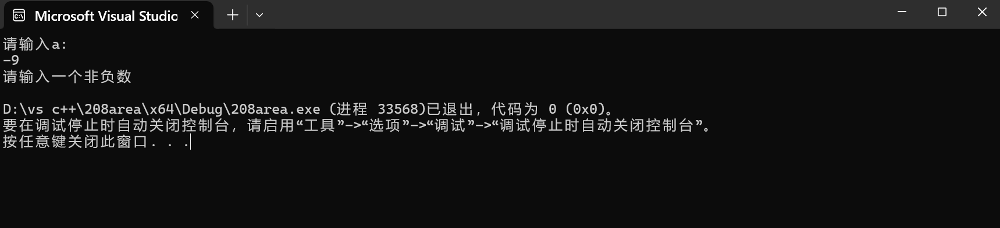 Microsoft Visual Studio
请输入a:
-9
请输入一个非负数
D:\vs c++\208area\x64\Debug\208area.exe (进程 33568)已退出，代码为 0 (0x0)。
要在调试停止时自动关闭控制台，请启用“工具”->“选项”->“调试”->“调试停止时自动关闭控制台”。
按任意键关闭此窗口. . .